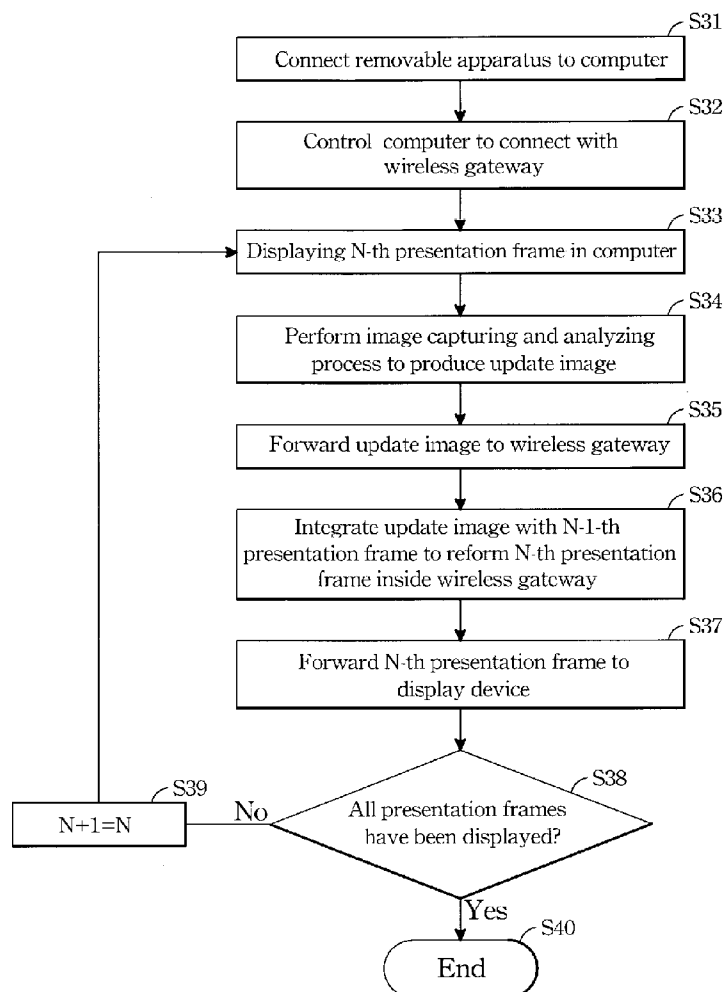 S31
Connect removable apparatus to computer
S32
Control computer to connect with
wireless gateway
S33
Displaying N-th presentation frame in computer
S34
Perform image capturing and analyzing
process to produce update image
S35
Forward update image to wireless gateway
S36
Integrate update image with N-1-th
presentation frame to reform N-th presentation
frame inside wireless gateway
S37
Forward N-th presentation frame to
display device
S38
All presentation frames
have been displayed?
No
S39
N+1=N
Yes
S40
End